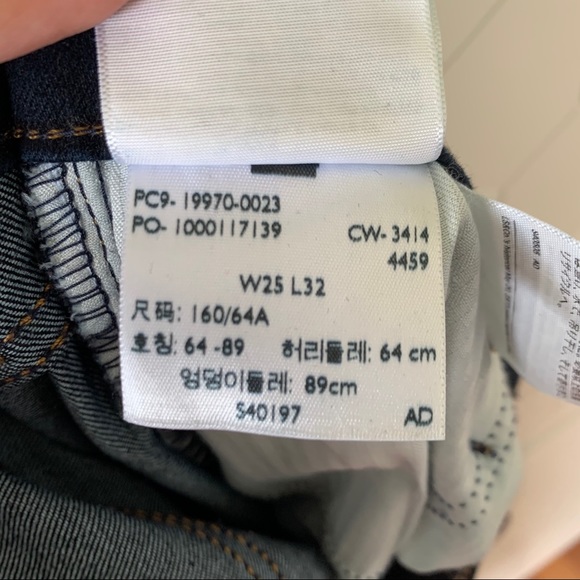 PC9- 19970-0023
PO- 1000117139
CW- 3414
4459
W25 L32
尺码: 160/64A
호칭: 64 -89 허리둘레: 64 cm
엉덩이둘레: 89cm
S40197
AD